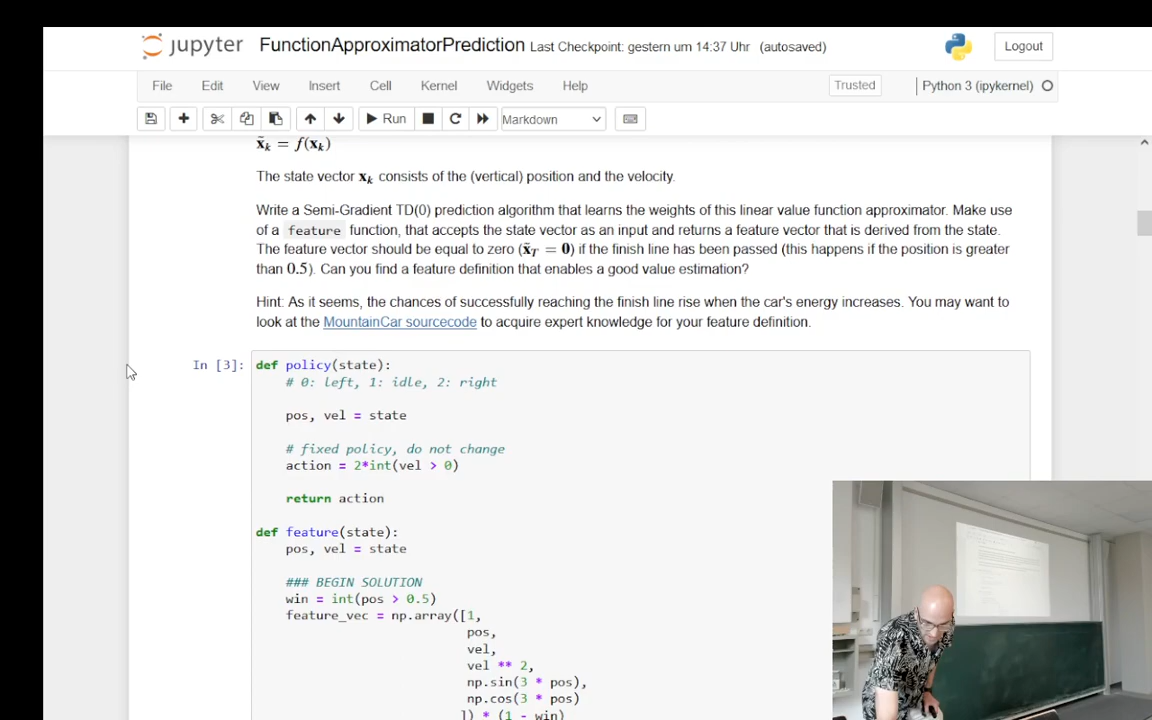 jupyter FunctionApproximatorPrediction Last Checkpoint: gestern um 14:37 Uhr (autosaved) Logout
File Edit View Insert Cell Kernel Widgets Help Trusted Python 3 (ipykernel)
Run Markdown
x̃ₖ = f(xₖ)
The state vector xₖ consists of the (vertical) position and the velocity.
Write a Semi-Gradient TD(0) prediction algorithm that learns the weights of this linear value function approximator. Make use
of a feature function, that accepts the state vector as an input and returns a feature vector that is derived from the state.
The feature vector should be equal to zero (x̃_T = 0) if the finish line has been passed (this happens if the position is greater
than 0.5). Can you find a feature definition that enables a good value estimation?
Hint: As it seems, the chances of successfully reaching the finish line rise when the car's energy increases. You may want to
look at the MountainCar sourcecode to acquire expert knowledge for your feature definition.
In [3]: def policy(state):
# 0: left, 1: idle, 2: right
pos, vel = state
# fixed policy, do not change
action = 2*int(vel > 0)
return action
def feature(state):
pos, vel = state
### BEGIN SOLUTION
win = int(pos > 0.5)
feature_vec = np.array([1,
pos,
vel,
vel ** 2,
np.sin(3 * pos),
np.cos(3 * pos)
]) * (1 - win)